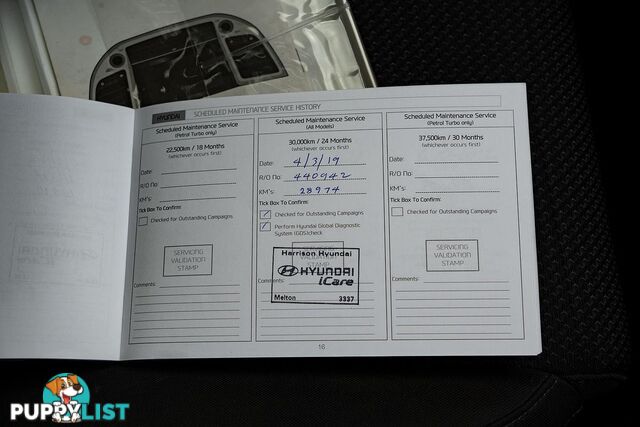 HYUNDAI SCHEDULED MAINTENANCE SERVICE HISTORY
Scheduled Maintenance Service
(Petrol Turbo only)
22,500km / 18 Months
(whichever occurs first)
Date:
R/O No:
KM's:
Tick Box To Confirm:
Checked for Outstanding Campaigns
SERVICING
VALIDATION
STAMP
Comments:
Scheduled Maintenance Service
(All Models)
30,000km / 24 Months
(whichever occurs first)
Date: 4/3/19
R/O No: 440942
KM's: 28974
Tick Box To Confirm:
Checked for Outstanding Campaigns
Perform Hyundai Global Diagnostic
System (GDS)check
SERVICING
VALIDATION
STAMP
Harrison Hyundai
HYUNDAI
iCare
Melton 3337
Comments:
Scheduled Maintenance Service
(Petrol Turbo only)
37,500km / 30 Months
(whichever occurs first)
Date:
R/O No:
KM's:
Tick Box To Confirm:
Checked for Outstanding Campaigns
SERVICING
VALIDATION
STAMP
Comments:
16
PUPPYLIST